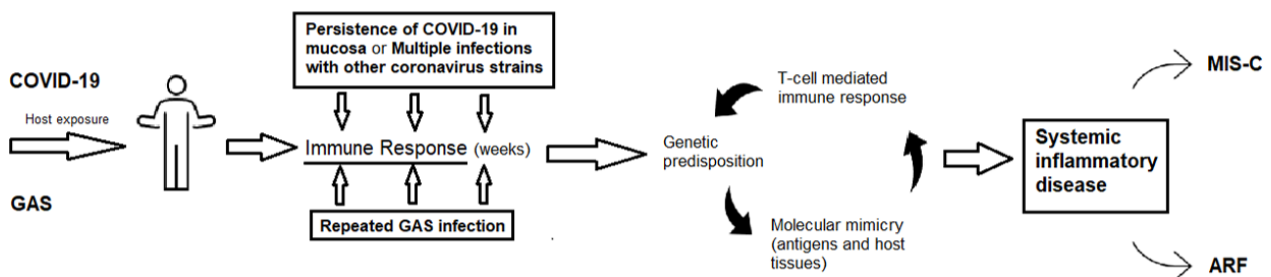 COVID-19
Host exposure
GAS
Persistence of COVID-19 in
mucosa or Multiple infections
with other coronavirus strains
Immune Response (weeks)
Repeated GAS infection
Genetic
predisposition
T-cell mediated
immune response
Molecular mimicry
(antigens and host
tissues)
Systemic
inflammatory
disease
MIS-C
ARF